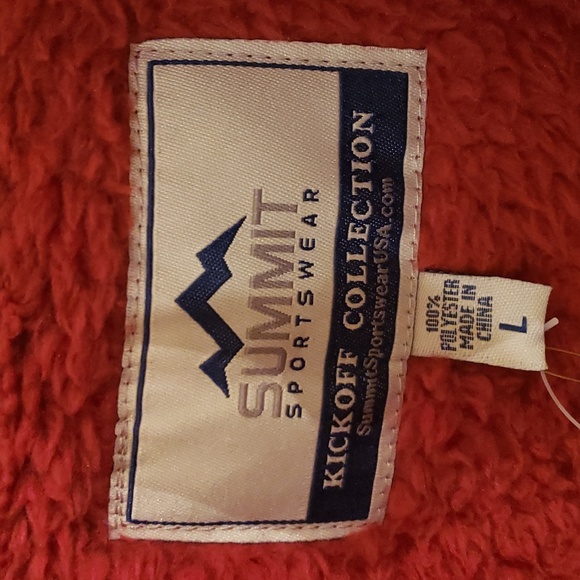 SUMMIT
SPORTSWEAR
KICKOFF COLLECTION
SummitSportswearUSA.com
100%
POLYESTER
MADE IN
CHINA
L